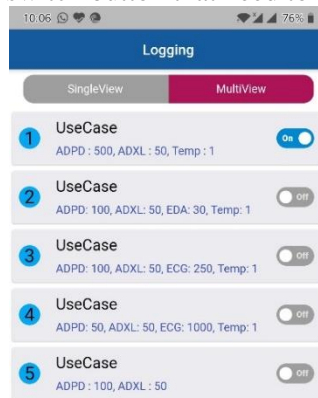 10:06 76%
Logging
SingleView MultiView
1 UseCase On
ADPD : 500, ADXL : 50, Temp : 1
2 UseCase Off
ADPD: 100, ADXL: 50, EDA: 30, Temp: 1
3 UseCase Off
ADPD: 100, ADXL: 50, ECG: 250, Temp: 1
4 UseCase Off
ADPD: 50, ADXL: 50, ECG: 1000, Temp: 1
5 UseCase Off
ADPD : 100, ADXL : 50